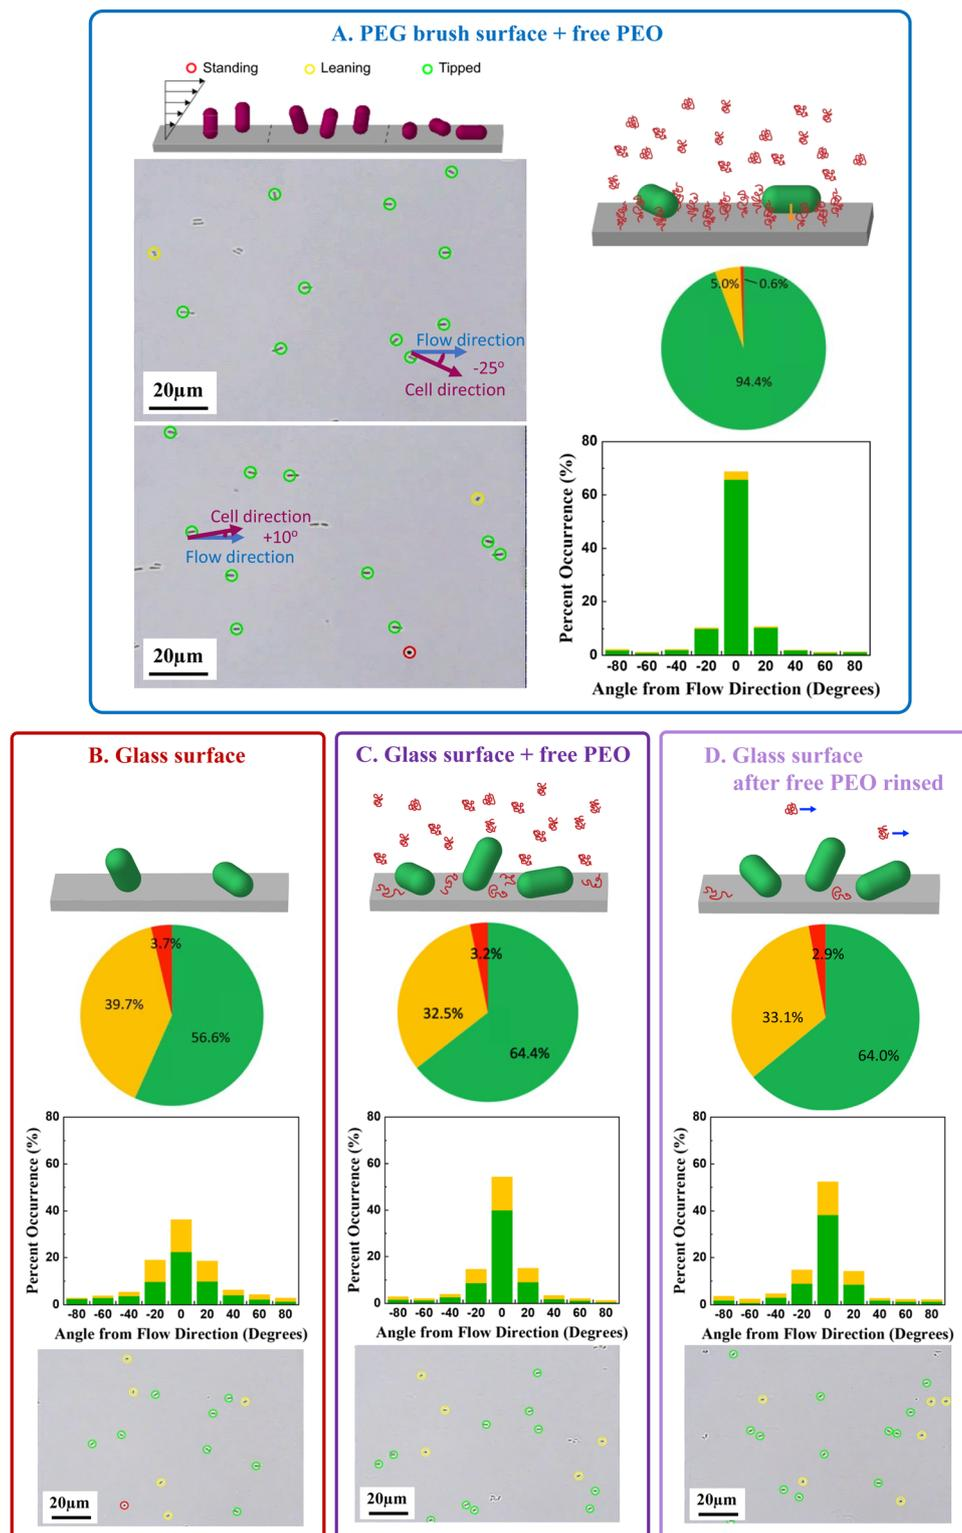 A. PEG brush surface + free PEO
Standing
Leaning
Tipped
Flow direction
-25°
Cell direction
20µm
Cell direction
+10°
Flow direction
20µm
5.0%
0.6%
94.4%
Percent Occurrence (%)
80
60
40
20
0
-80 -60 -40 -20 0 20 40 60 80
Angle from Flow Direction (Degrees)
B. Glass surface
3.7%
39.7%
56.6%
Percent Occurrence (%)
80
60
40
20
0
-80 -60 -40 -20 0 20 40 60 80
Angle from Flow Direction (Degrees)
20µm
C. Glass surface + free PEO
3.2%
32.5%
64.4%
Percent Occurrence (%)
80
60
40
20
0
-80 -60 -40 -20 0 20 40 60 80
Angle from Flow Direction (Degrees)
20µm
D. Glass surface
after free PEO rinsed
2.9%
33.1%
64.0%
Percent Occurrence (%)
80
60
40
20
0
-80 -60 -40 -20 0 20 40 60 80
Angle from Flow Direction (Degrees)
20µm